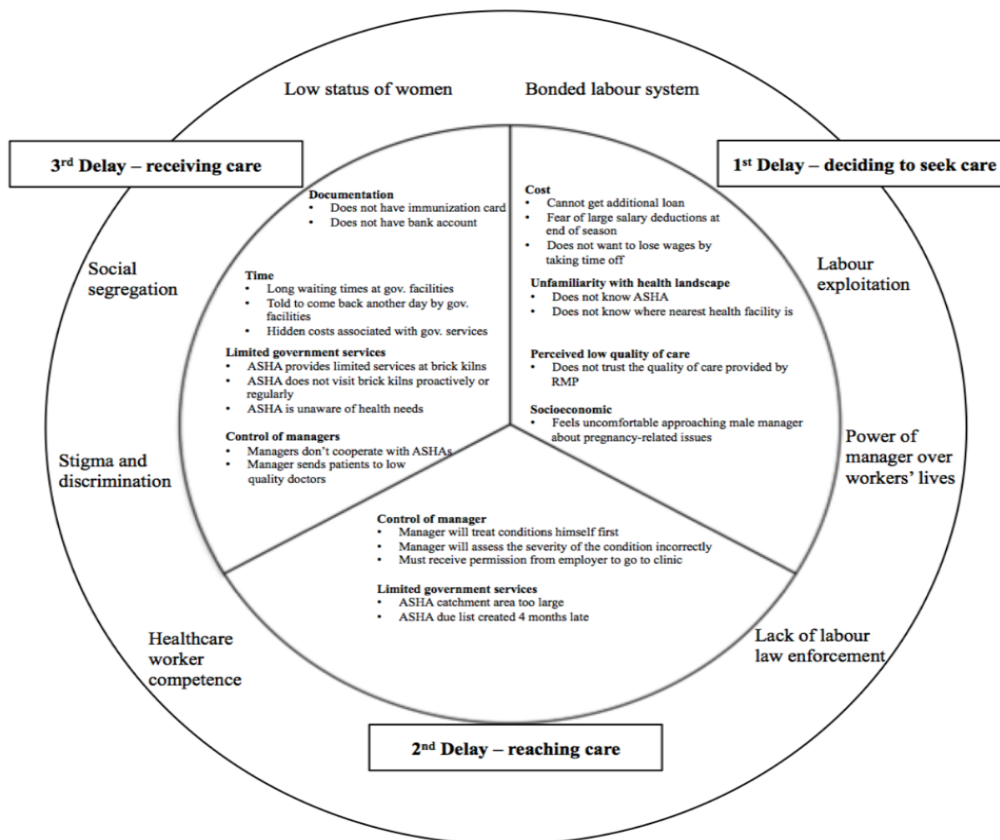 Low status of women
Bonded labour system
3rd Delay – receiving care
1st Delay – deciding to seek care
Documentation
• Does not have immunization card
• Does not have bank account
Time
• Long waiting times at gov. facilities
• Told to come back another day by gov.
facilities
• Hidden costs associated with gov. services
Limited government services
• ASHA provides limited services at brick kilns
• ASHA does not visit brick kilns proactively or
regularly
• ASHA is unaware of health needs
Control of managers
• Managers don't cooperate with ASHAs
• Manager sends patients to low
quality doctors
Cost
• Cannot get additional loan
• Fear of large salary deductions at
end of season
• Does not want to lose wages by
taking time off
Unfamiliarity with health landscape
• Does not know ASHA
• Does not know where nearest health facility is
Perceived low quality of care
• Does not trust the quality of care provided by
RMP
Socioeconomic
• Feels uncomfortable approaching male manager
about pregnancy-related issues
Social
segregation
Labour
exploitation
Stigma and
discrimination
Power of
manager over
workers' lives
Control of manager
• Manager will treat conditions himself first
• Manager will assess the severity of the condition incorrectly
• Must receive permission from employer to go to clinic
Limited government services
• ASHA catchment area too large
• ASHA due list created 4 months late
Healthcare
worker
competence
Lack of labour
law enforcement
2nd Delay – reaching care